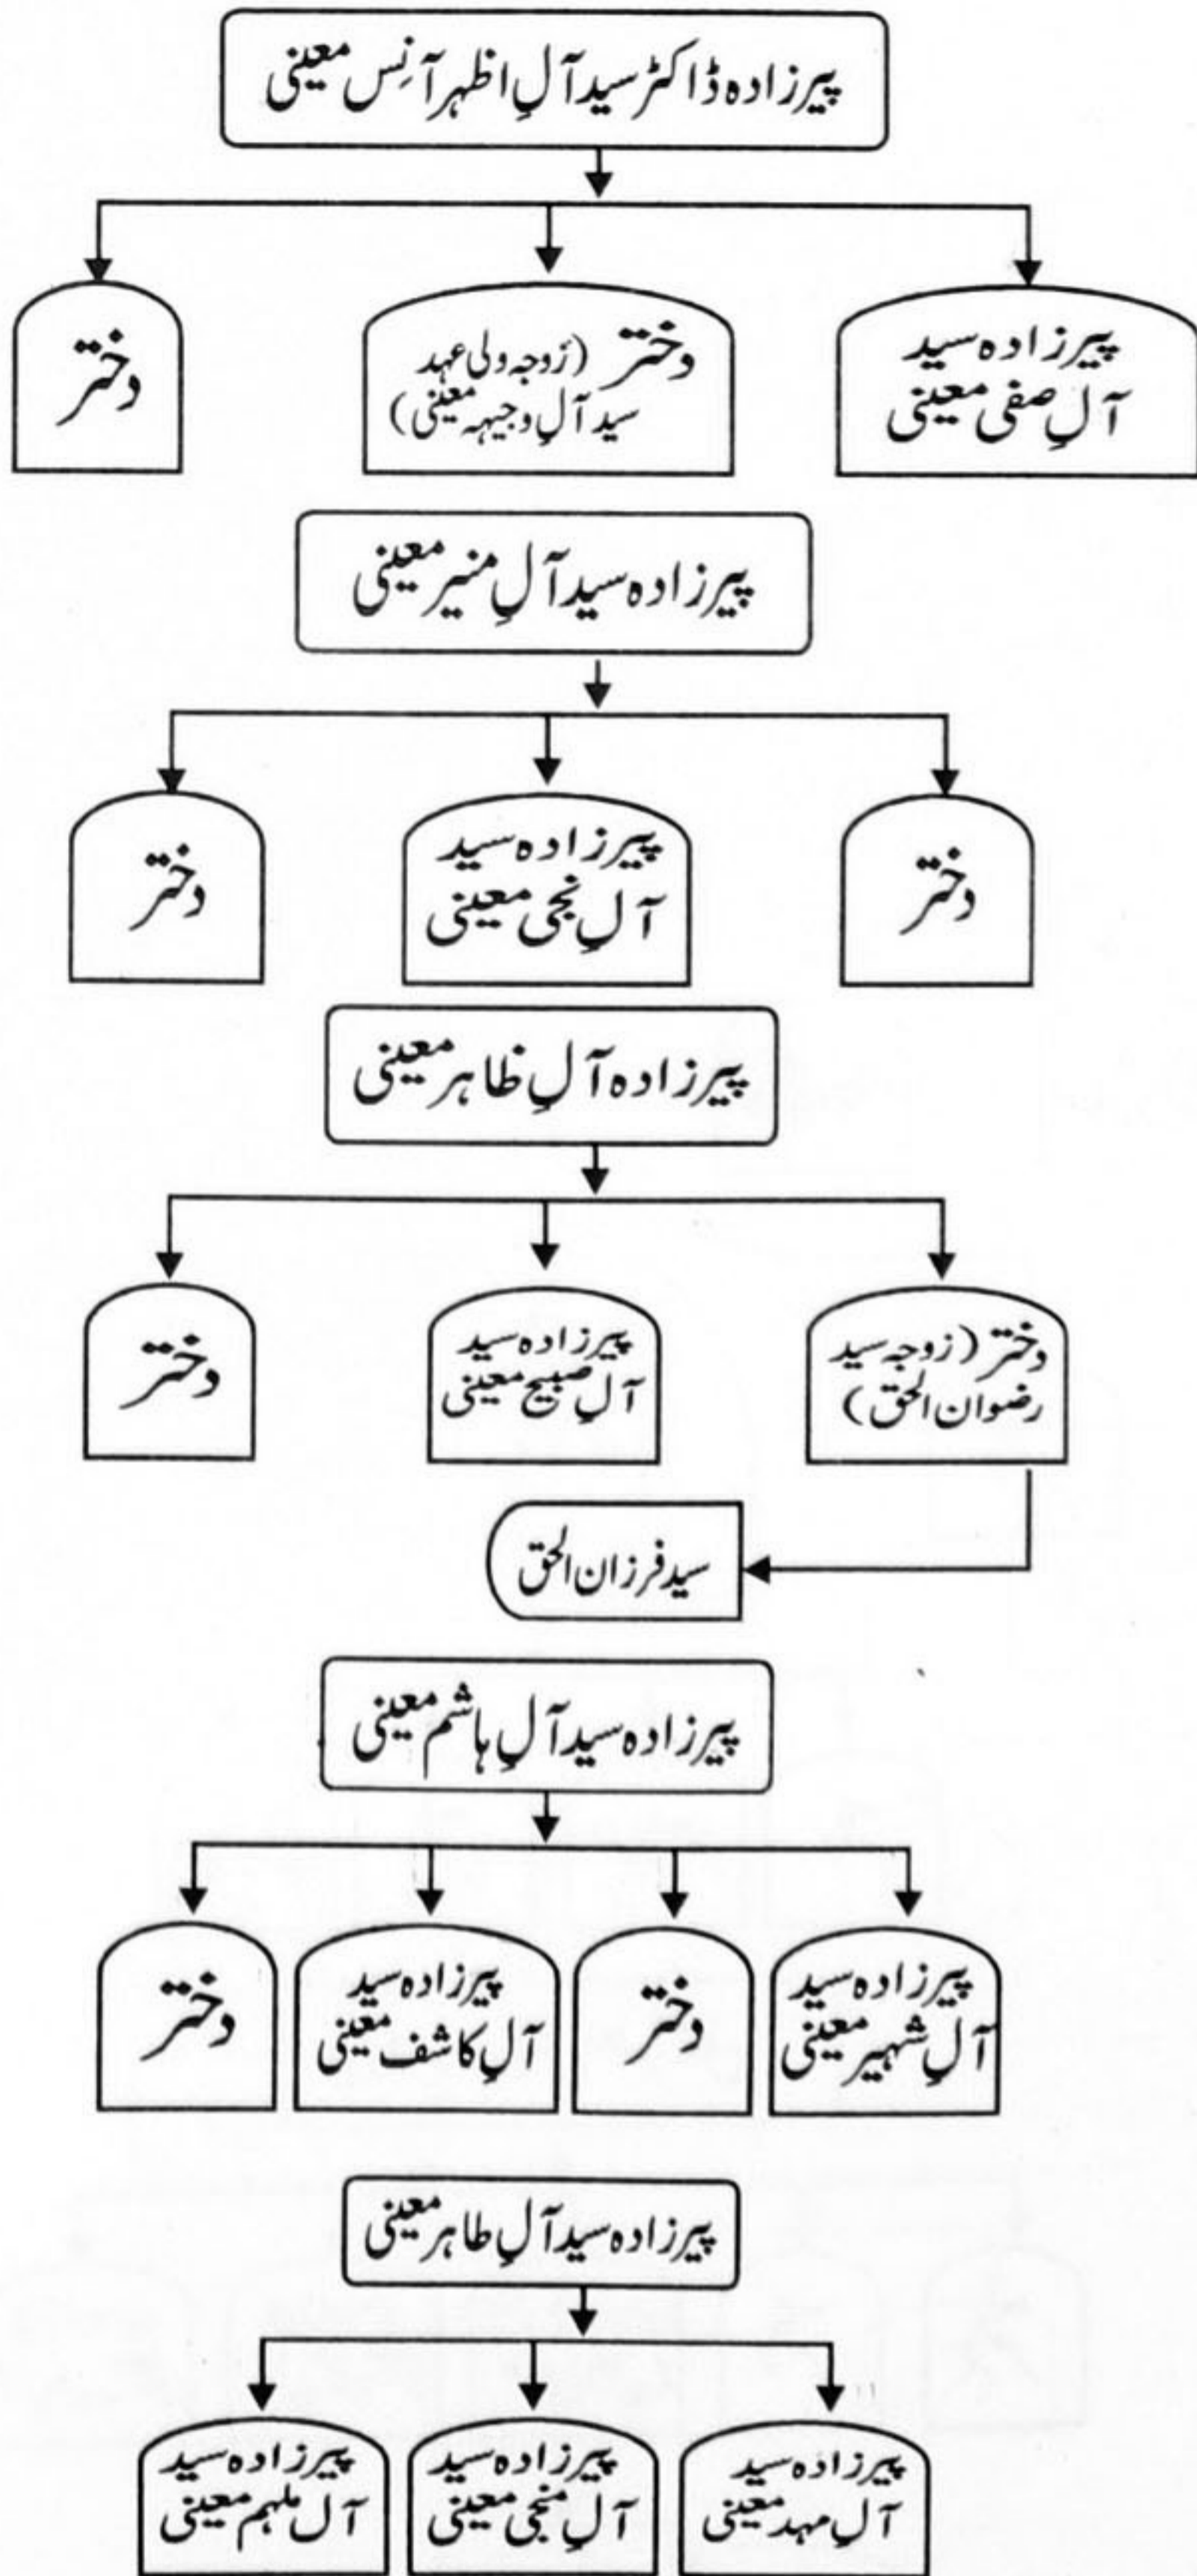 پیرزادہ ڈاکٹر سید آلِ اظہر آنِس معینی
پیرزادہ سید
آلِ صفی معینی
دختر (زوجہ ولی عہد
سید آلِ وجیہہ معینی)
دختر
پیرزادہ سید آلِ منیر معینی
دختر
پیرزادہ سید
آلِ نجی معینی
دختر
پیرزادہ آلِ ظاہر معینی
دختر (زوجہ سید
رضوان الحق)
پیرزادہ سید
آلِ صبیح معینی
دختر
سید فرزان الحق
پیرزادہ سید آلِ ہاشم معینی
پیرزادہ سید
آلِ شہیر معینی
دختر
پیرزادہ سید
آلِ کاشف معینی
دختر
پیرزادہ سید آلِ طاہر معینی
پیرزادہ سید
آلِ مہد معینی
پیرزادہ سید
آلِ منجی معینی
پیرزادہ سید
آل ملہم معینی